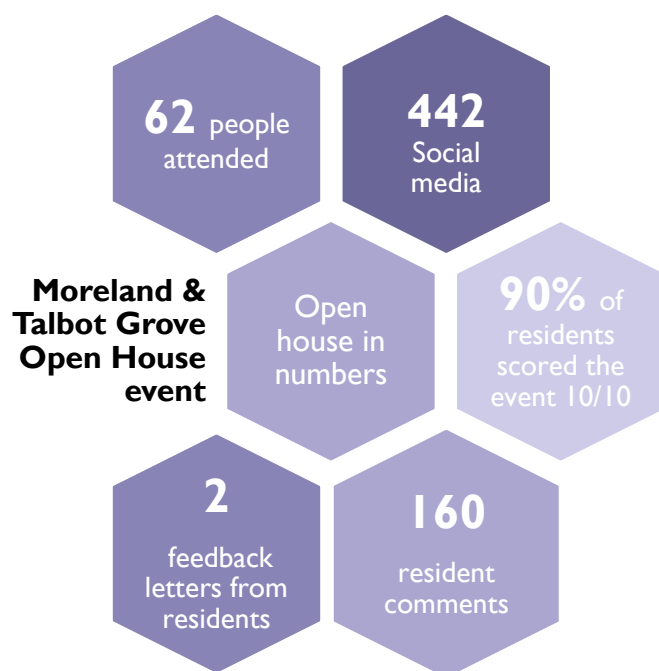 62 people
attended
442
Social
media
Moreland &
Talbot Grove
Open House
event
Open
house in
numbers
90% of
residents
scored the
event 10/10
2
feedback
letters from
residents
160
resident
comments